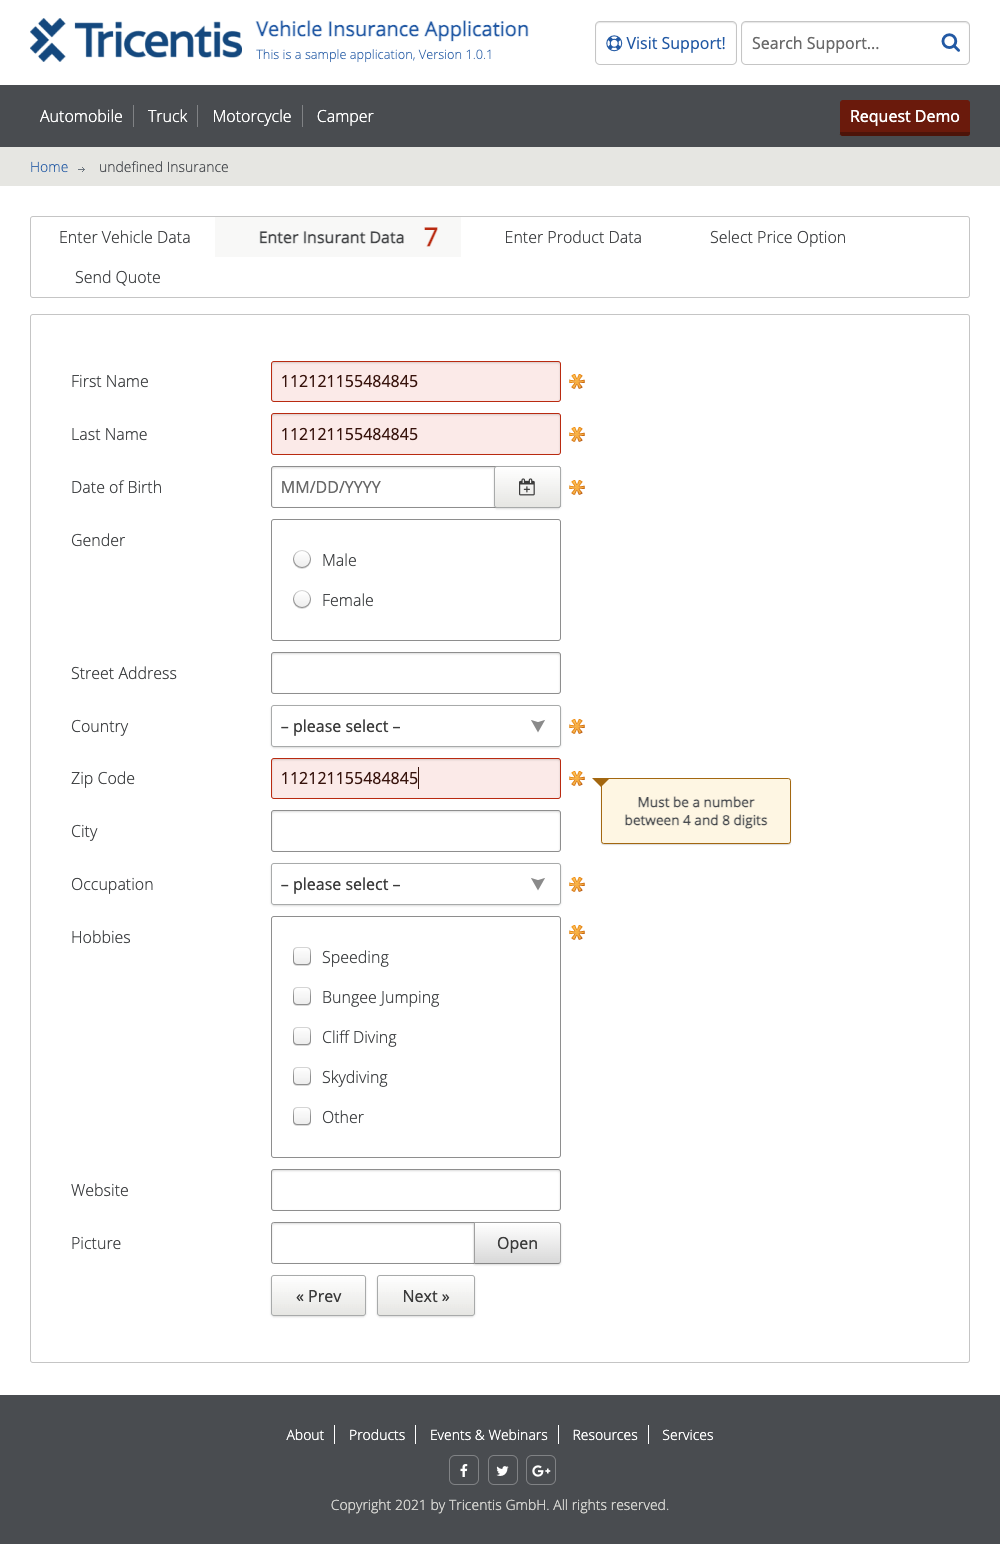 Tricentis
Vehicle Insurance Application
This is a sample application, Version 1.0.1
Visit Support!
Search Support...
Automobile
Truck
Motorcycle
Camper
Request Demo
Home
undefined Insurance
Enter Vehicle Data
Enter Insurant Data 7
Enter Product Data
Select Price Option
Send Quote
First Name
112121155484845
Last Name
112121155484845
Date of Birth
MM/DD/YYYY
Gender
Male
Female
Street Address
Country
– please select –
Zip Code
112121155484845
Must be a number
between 4 and 8 digits
City
Occupation
– please select –
Hobbies
Speeding
Bungee Jumping
Cliff Diving
Skydiving
Other
Website
Picture
Open
« Prev
Next »
About
Products
Events & Webinars
Resources
Services
G+
Copyright 2021 by Tricentis GmbH. All rights reserved.